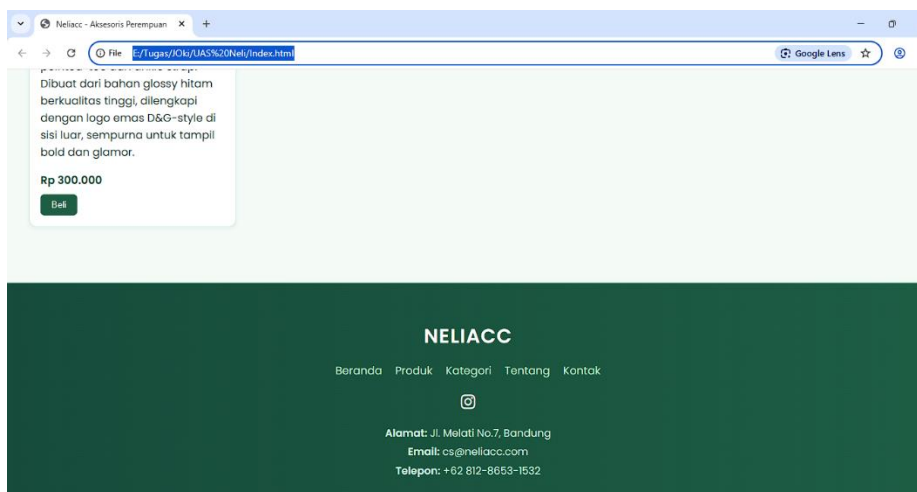 Neliacc - Aksesoris Perempuan
File E:/Tugas/JOki/UAS%20Neli/Index.html
Google Lens
Dibuat dari bahan glossy hitam
berkualitas tinggi, dilengkapi
dengan logo emas D&G-style di
sisi luar, sempurna untuk tampil
bold dan glamor.
Rp 300.000
Beli
NELIACC
Beranda Produk Kategori Tentang Kontak
Alamat: Jl. Melati No.7, Bandung
Email: cs@neliacc.com
Telepon: +62 812-8653-1532